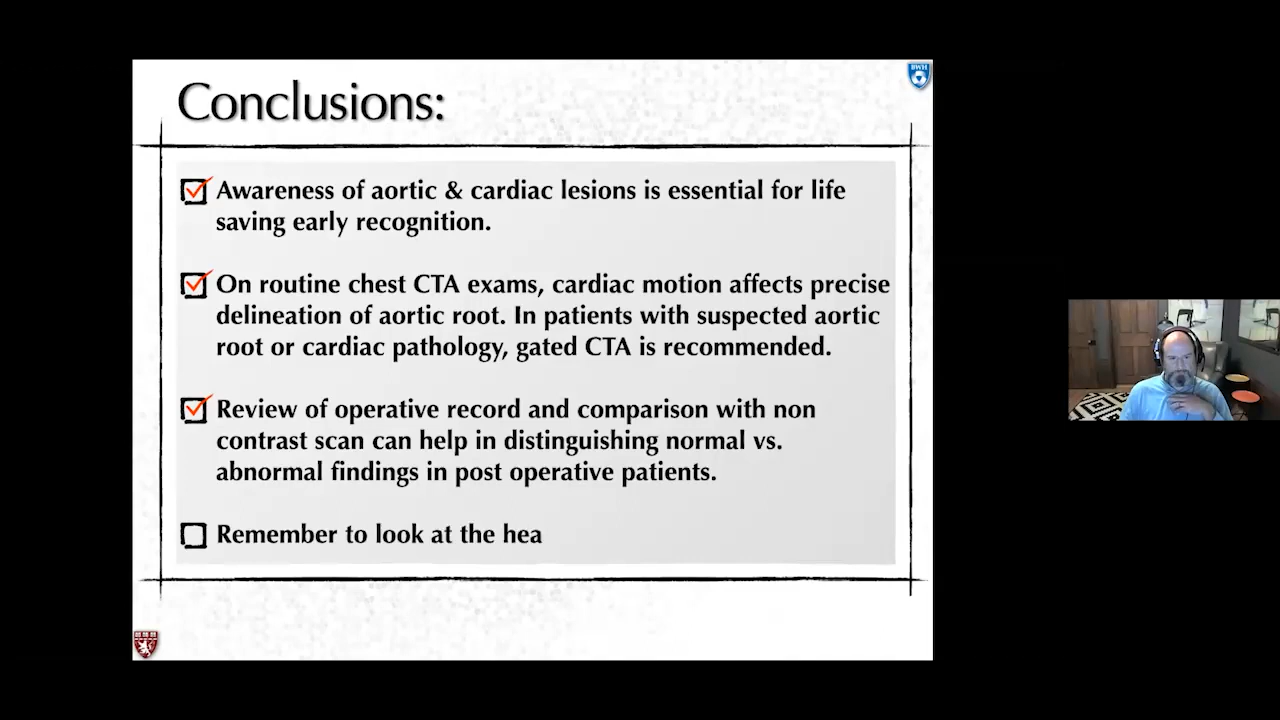 BWH
Conclusions:
Awareness of aortic & cardiac lesions is essential for life
saving early recognition.
On routine chest CTA exams, cardiac motion affects precise
delineation of aortic root. In patients with suspected aortic
root or cardiac pathology, gated CTA is recommended.
Review of operative record and comparison with non
contrast scan can help in distinguishing normal vs.
abnormal findings in post operative patients.
Remember to look at the hea